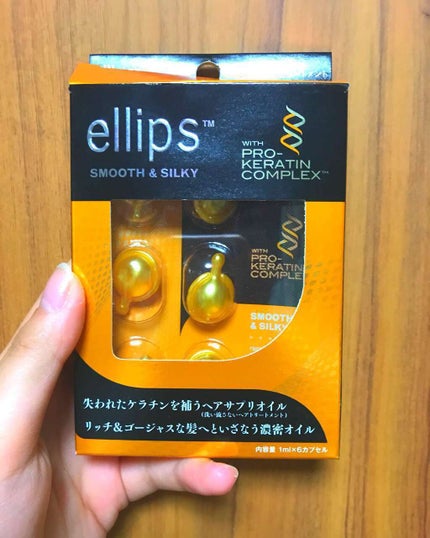 ellips™
SMOOTH & SILKY
WITH
PRO-
KERATIN
COMPLEX™
WITH
PRO-
KERATIN
COMPLE
SMOOTH
& SILK
失われたケラチンを補うヘアサプリオイル
(洗い流さないヘアトリートメント)
リッチ&ゴージャスな髪へといざなう濃密オイル
内容量 1ml×6カプセル